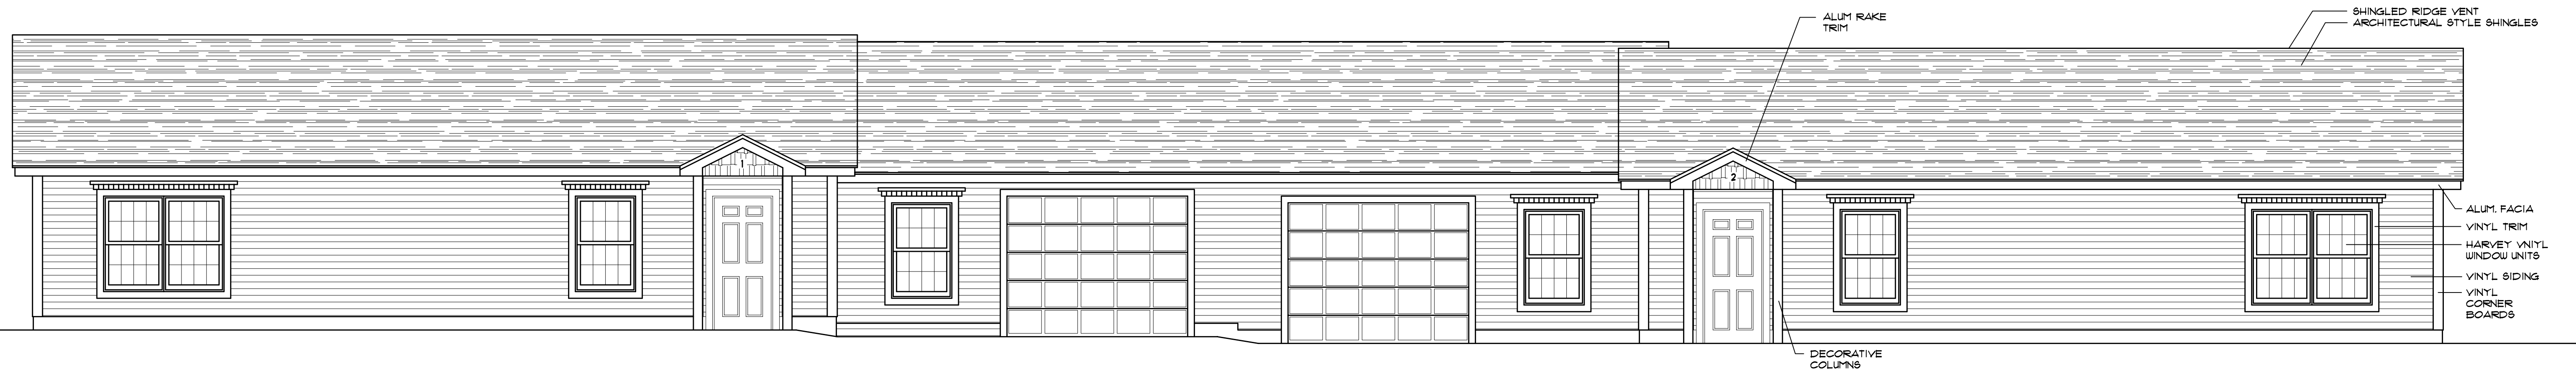 ALUM RAKE
TRIM
SHINGLED RIDGE VENT
ARCHITECTURAL STYLE SHINGLES
1
2
ALUM. FACIA
VINYL TRIM
HARVEY VNIYL
WINDOW UNITS
VINYL SIDING
VINYL
CORNER
BOARDS
DECORATIVE
COLUMNS